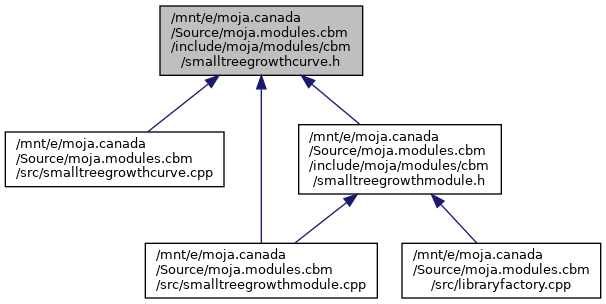 /mnt/e/moja.canada
/Source/moja.modules.cbm
/include/moja/modules/cbm
/smalltreegrowthcurve.h
/mnt/e/moja.canada
/Source/moja.modules.cbm
/src/smalltreegrowthcurve.cpp
/mnt/e/moja.canada
/Source/moja.modules.cbm
/include/moja/modules/cbm
/smalltreegrowthmodule.h
/mnt/e/moja.canada
/Source/moja.modules.cbm
/src/smalltreegrowthmodule.cpp
/mnt/e/moja.canada
/Source/moja.modules.cbm
/src/libraryfactory.cpp